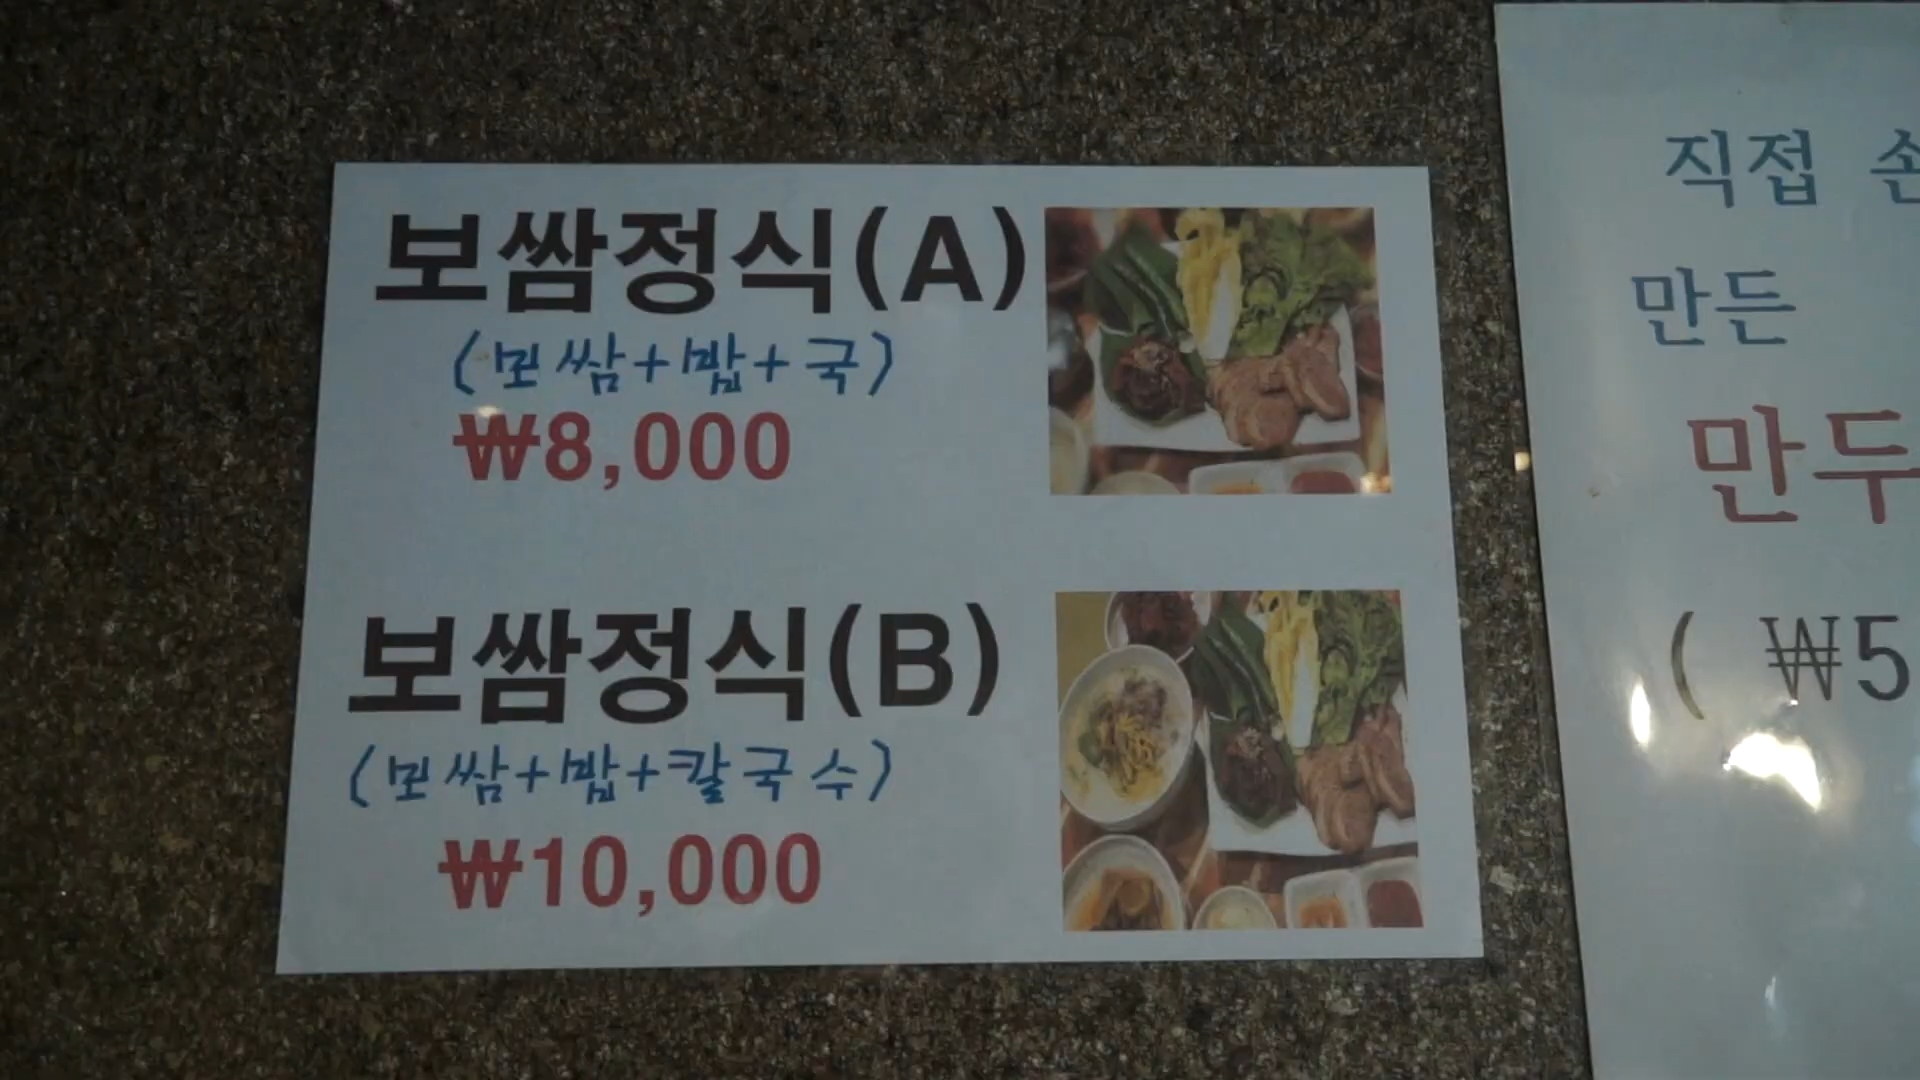 보쌈정식(A)
(보쌈+밥+국)
₩8,000
보쌈정식(B)
(보쌈+밥+칼국수)
₩10,000
직접 손
만든
만두
( ₩5